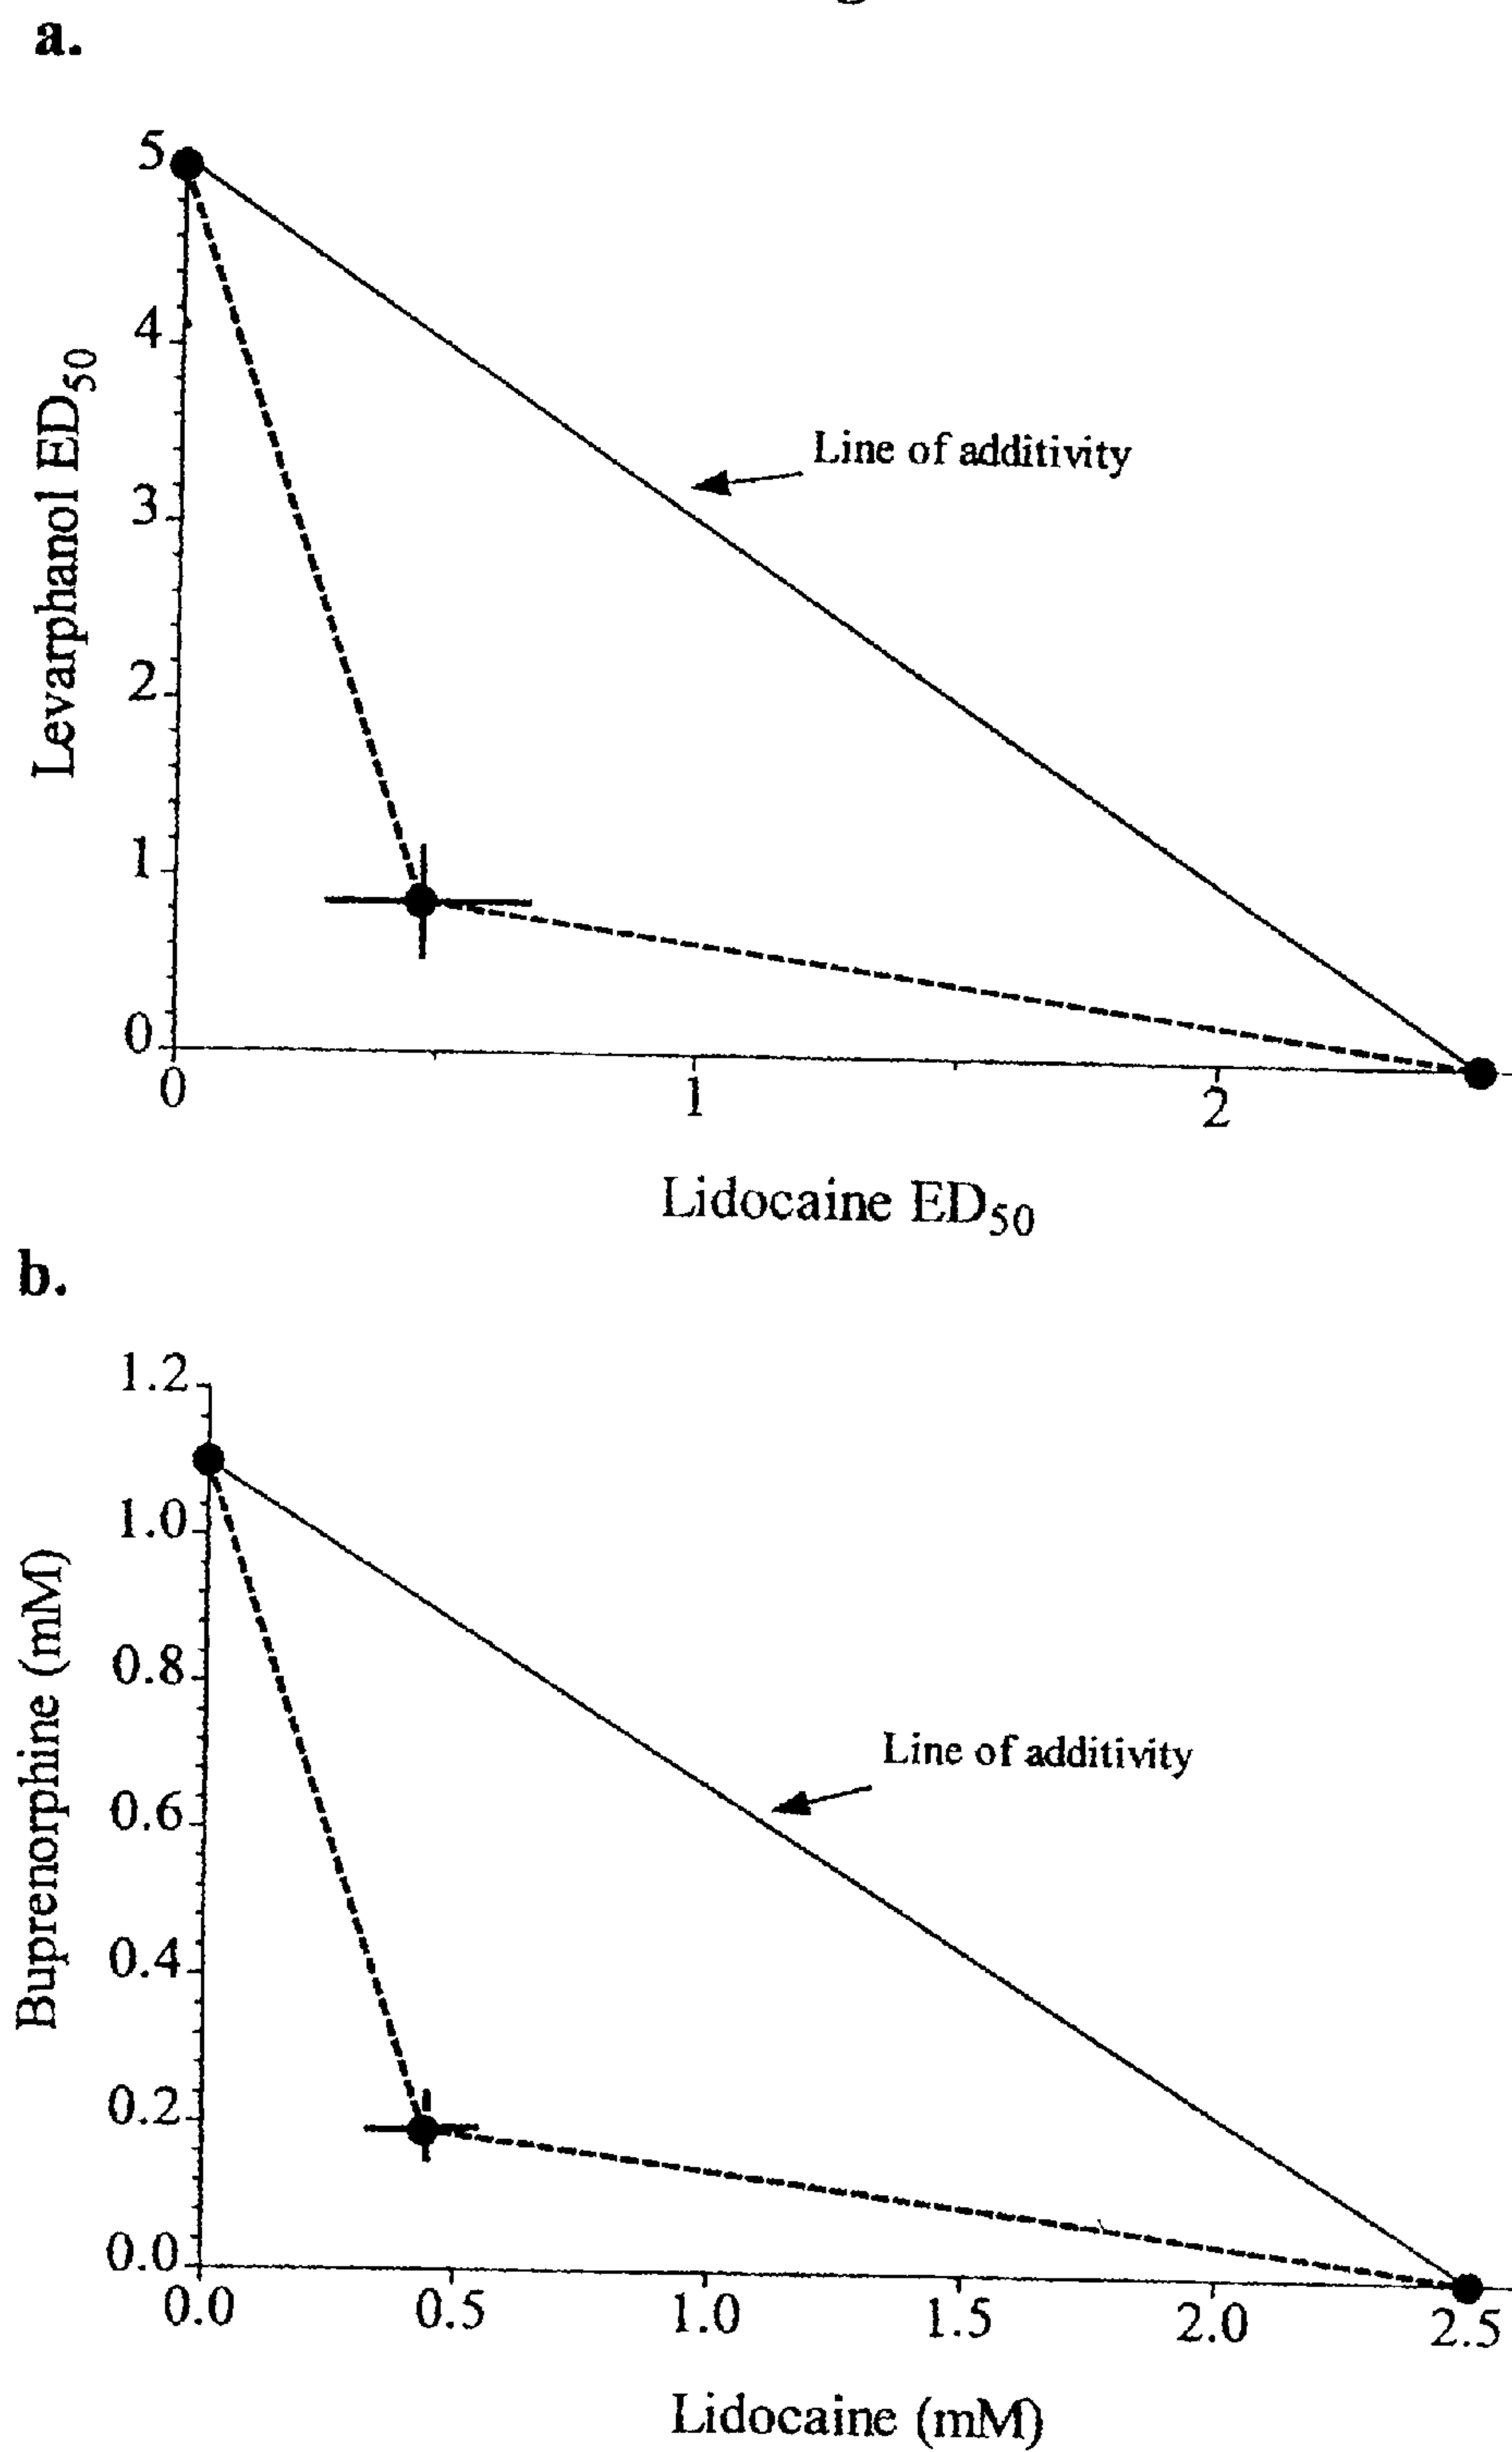 a.
5
4
3
2
1
0
0 1 2
Levarphanol ED50
Line of additivity
Lidocaine ED50
b.
1.2
1.0
0.8
0.6
0.4
0.2
0.0
0.0 0.5 1.0 1.5 2.0 2.5
Buprenorphine (mM)
Line of additivity
Lidocaine (mM)